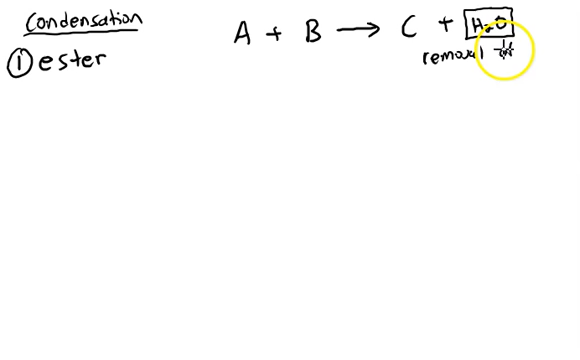 Condensation
A + B → C + H₂O
removal
① ester